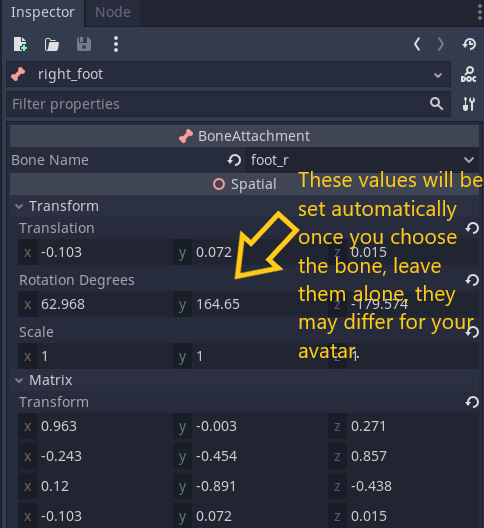 Inspector Node
right_foot
DOC
Filter properties
BoneAttachment
Bone Name foot_r
Spatial
These values will be
set automatically
once you choose
the bone, leave
them alone, they
may differ for your
avatar.
Transform
Translation
x -0.103 y 0.072 z 0.015
Rotation Degrees
x 62.968 y 164.65 z -179.574
Scale
x 1 y 1 z 1
Matrix
Transform
x 0.963 y -0.003 z 0.271
x -0.243 y -0.454 z 0.857
x 0.12 y -0.891 z -0.438
x -0.103 y 0.072 z 0.015